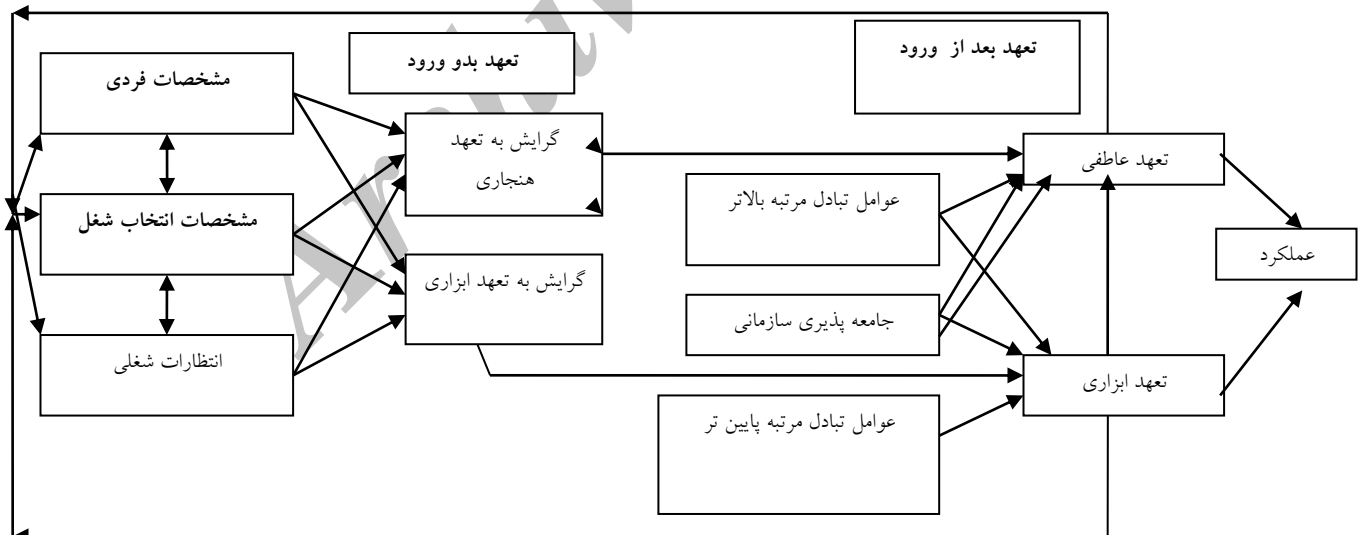 تعهد بعد از ورود
تعهد بدو ورود
مشخصات فردی
گرایش به تعهد
هنجاری
تعهد عاطفی
عوامل تبادل مرتبه بالاتر
مشخصات انتخاب شغل
عملکرد
گرایش به تعهد ابزاری
جامعه پذیری سازمانی
انتظارات شغلی
تعهد ابزاری
عوامل تبادل مرتبه پایین تر